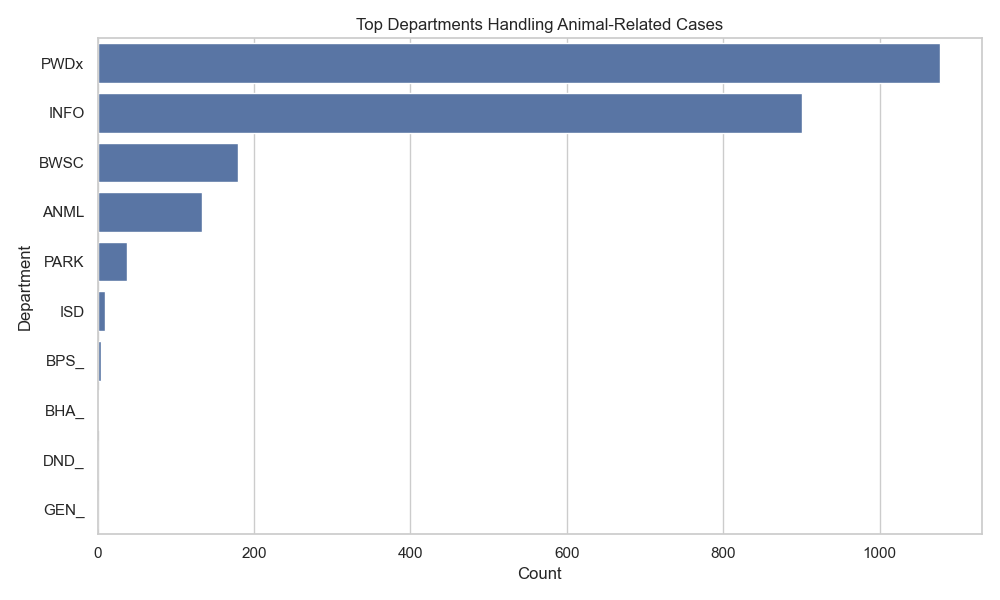 Top Departments Handling Animal-Related Cases
PWDx
INFO
BWSC
ANML
PARK
ISD
BPS_
BHA_
DND_
GEN_
Department
0 200 400 600 800 1000
Count